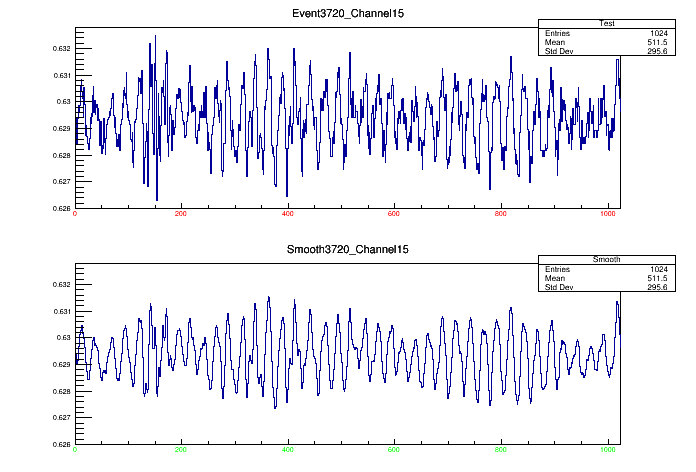 Event3720_Channel15
Test
Entries 1024
Mean 511.5
Std Dev 295.6
0.632
0.631
0.63
0.629
0.628
0.627
0.626
0 200 400 600 800 1000
Smooth3720_Channel15
Smooth
Entries 1024
Mean 511.5
Std Dev 295.6
0.632
0.631
0.63
0.629
0.628
0.627
0.626
0 200 400 600 800 1000